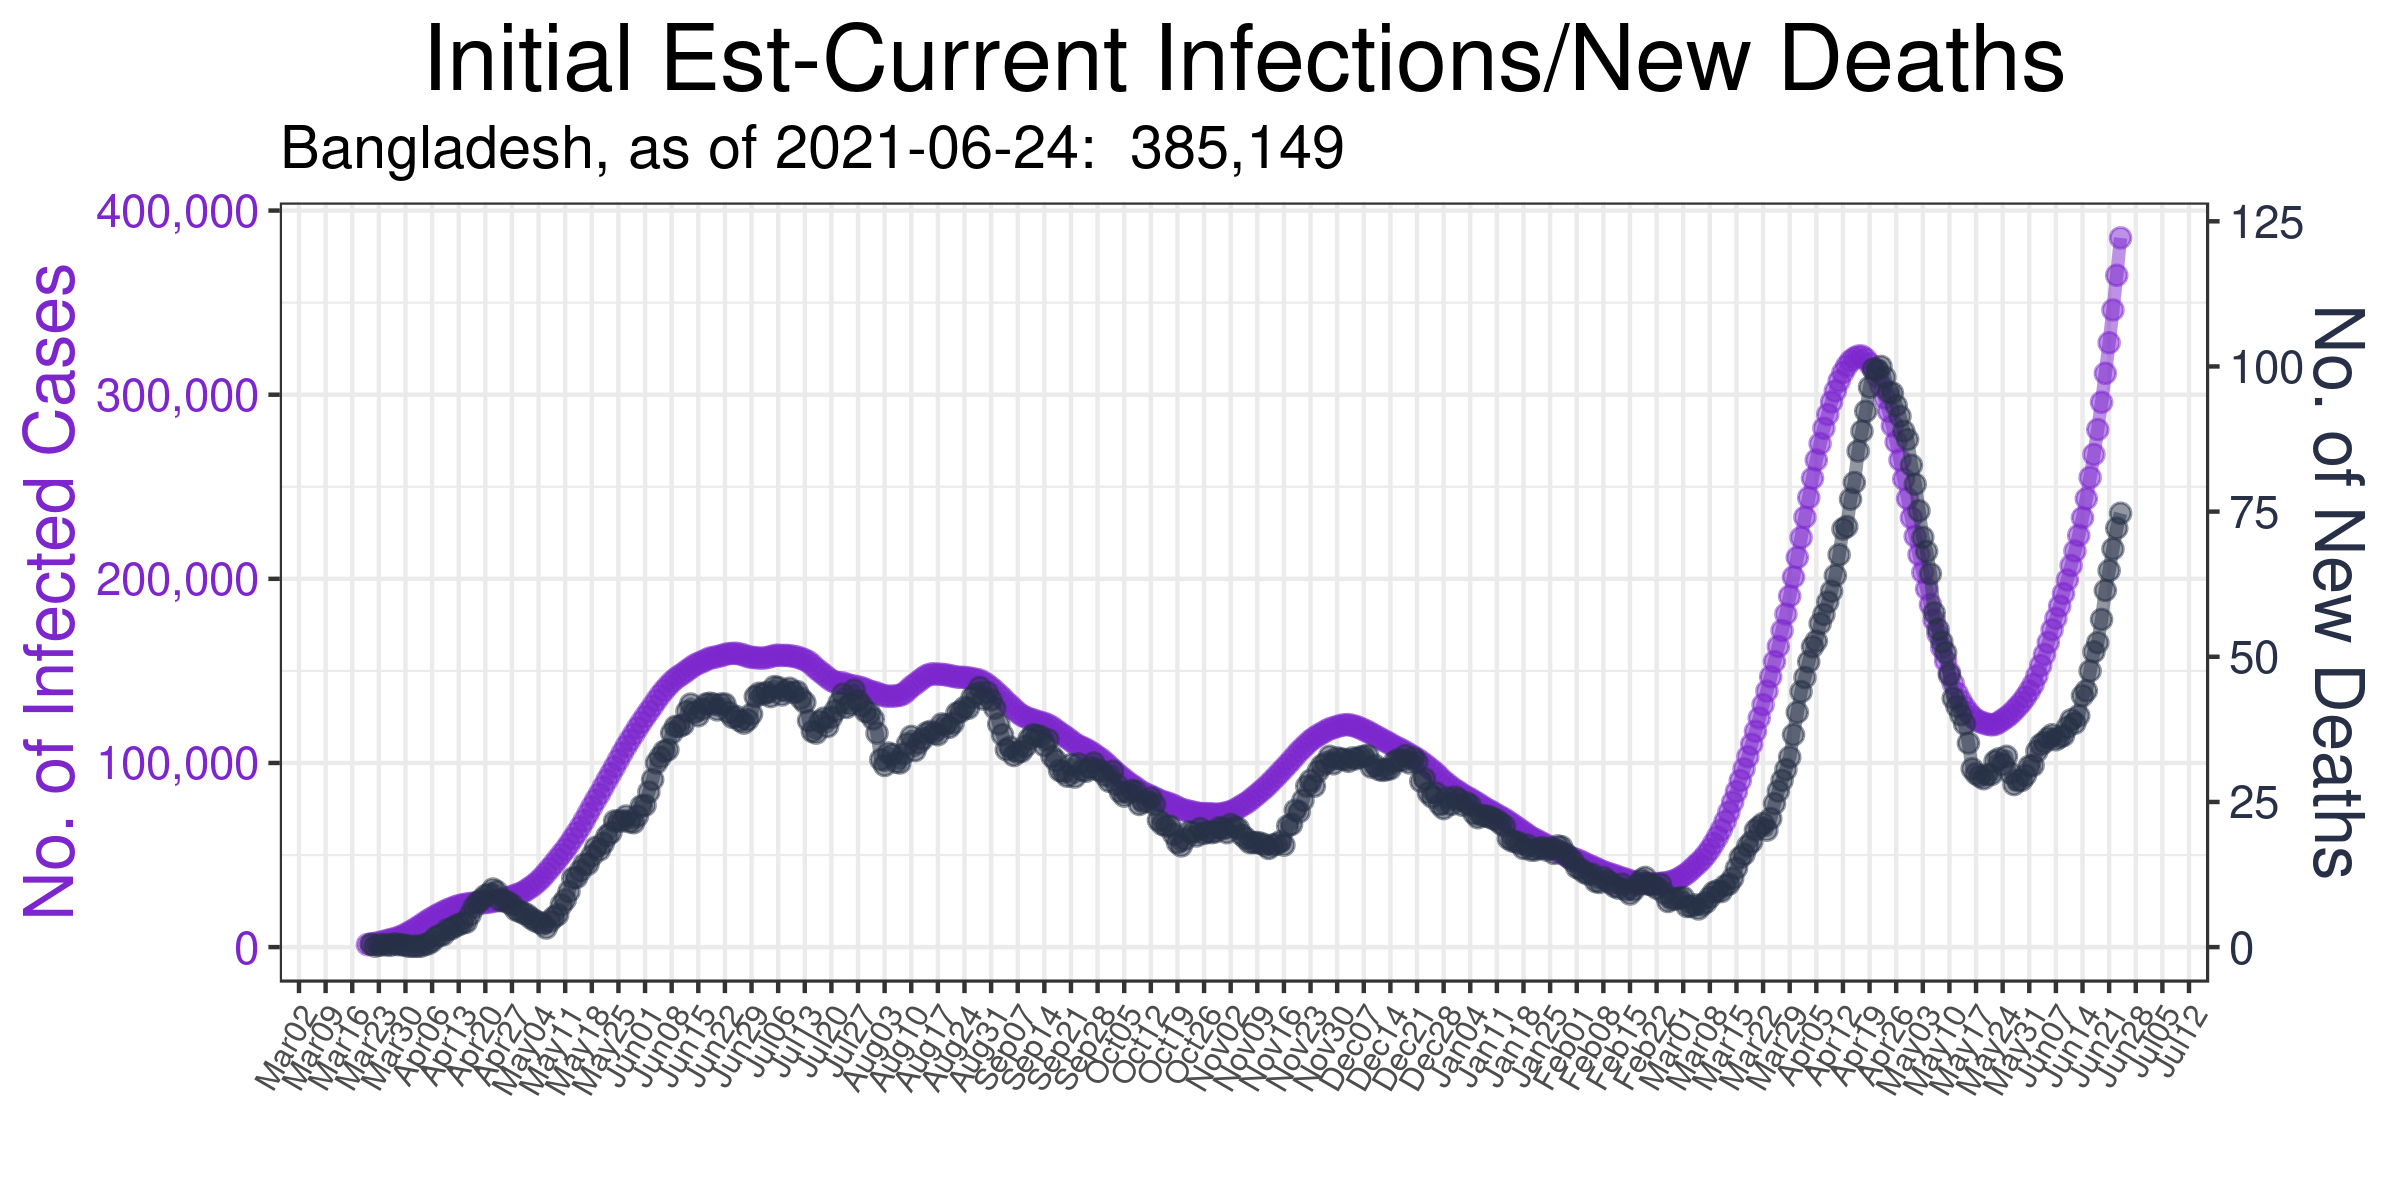 Initial Est-Current Infections/New Deaths
Bangladesh, as of 2021-06-24: 385,149
No. of Infected Cases
400,000
300,000
200,000
100,000
0
125
100
75
50
25
0
No. of New Deaths
Mar02
Mar09
Mar16
Mar23
Mar30
Apr06
Apr13
Apr20
Apr27
May04
May11
May18
May25
Jun01
Jun08
Jun15
Jun22
Jun29
Jul06
Jul13
Jul20
Jul27
Aug03
Aug10
Aug17
Aug24
Aug31
Sep07
Sep14
Sep21
Sep28
Oct05
Oct12
Oct19
Oct26
Nov02
Nov09
Nov16
Nov23
Nov30
Dec07
Dec14
Dec21
Dec28
Jan04
Jan11
Jan18
Jan25
Feb01
Feb08
Feb15
Feb22
Mar01
Mar08
Mar15
Mar22
Mar29
Apr05
Apr12
Apr19
Apr26
May03
May10
May17
May24
May31
Jun07
Jun14
Jun21
Jun28
Jul05
Jul12